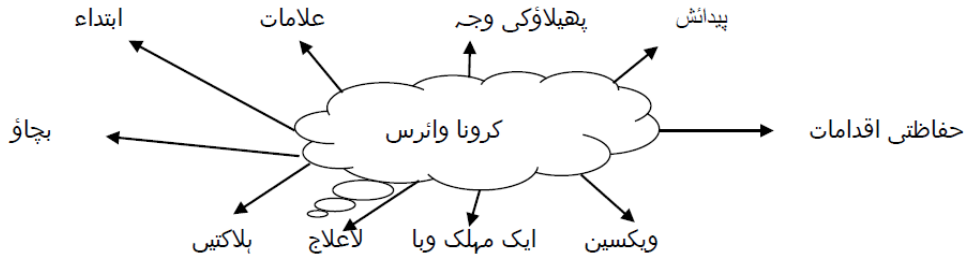 پیدائش
پھیلاؤکی وجہ
علامات
ابتداء
کرونا وائرس
حفاظتی اقدامات
بچاؤ
ویکسین
ایک مہلک وبا
لاعلاج
ہلاکتیں